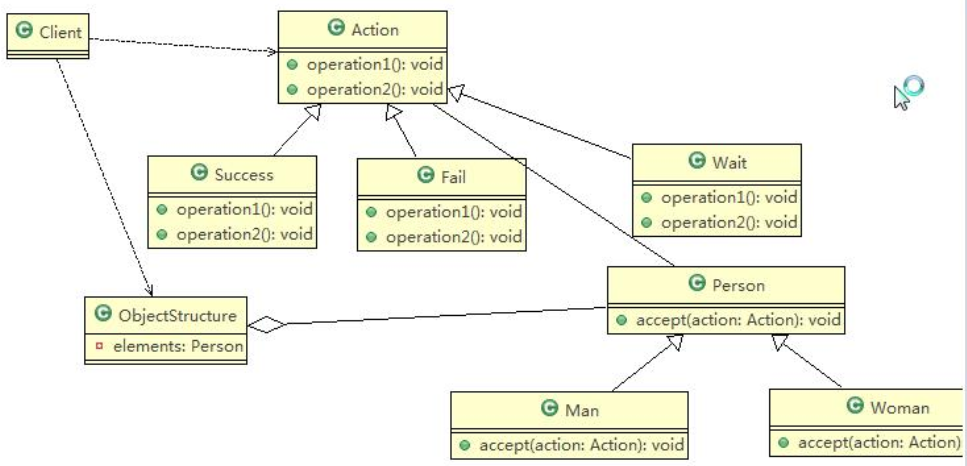 Client
Action
operation1(): void
operation2(): void
Success
operation1(): void
operation2(): void
Fail
operation1(): void
operation2(): void
Wait
operation1(): void
operation2(): void
ObjectStructure
elements: Person
Person
accept(action: Action): void
Man
accept(action: Action): void
Woman
accept(action: Action)